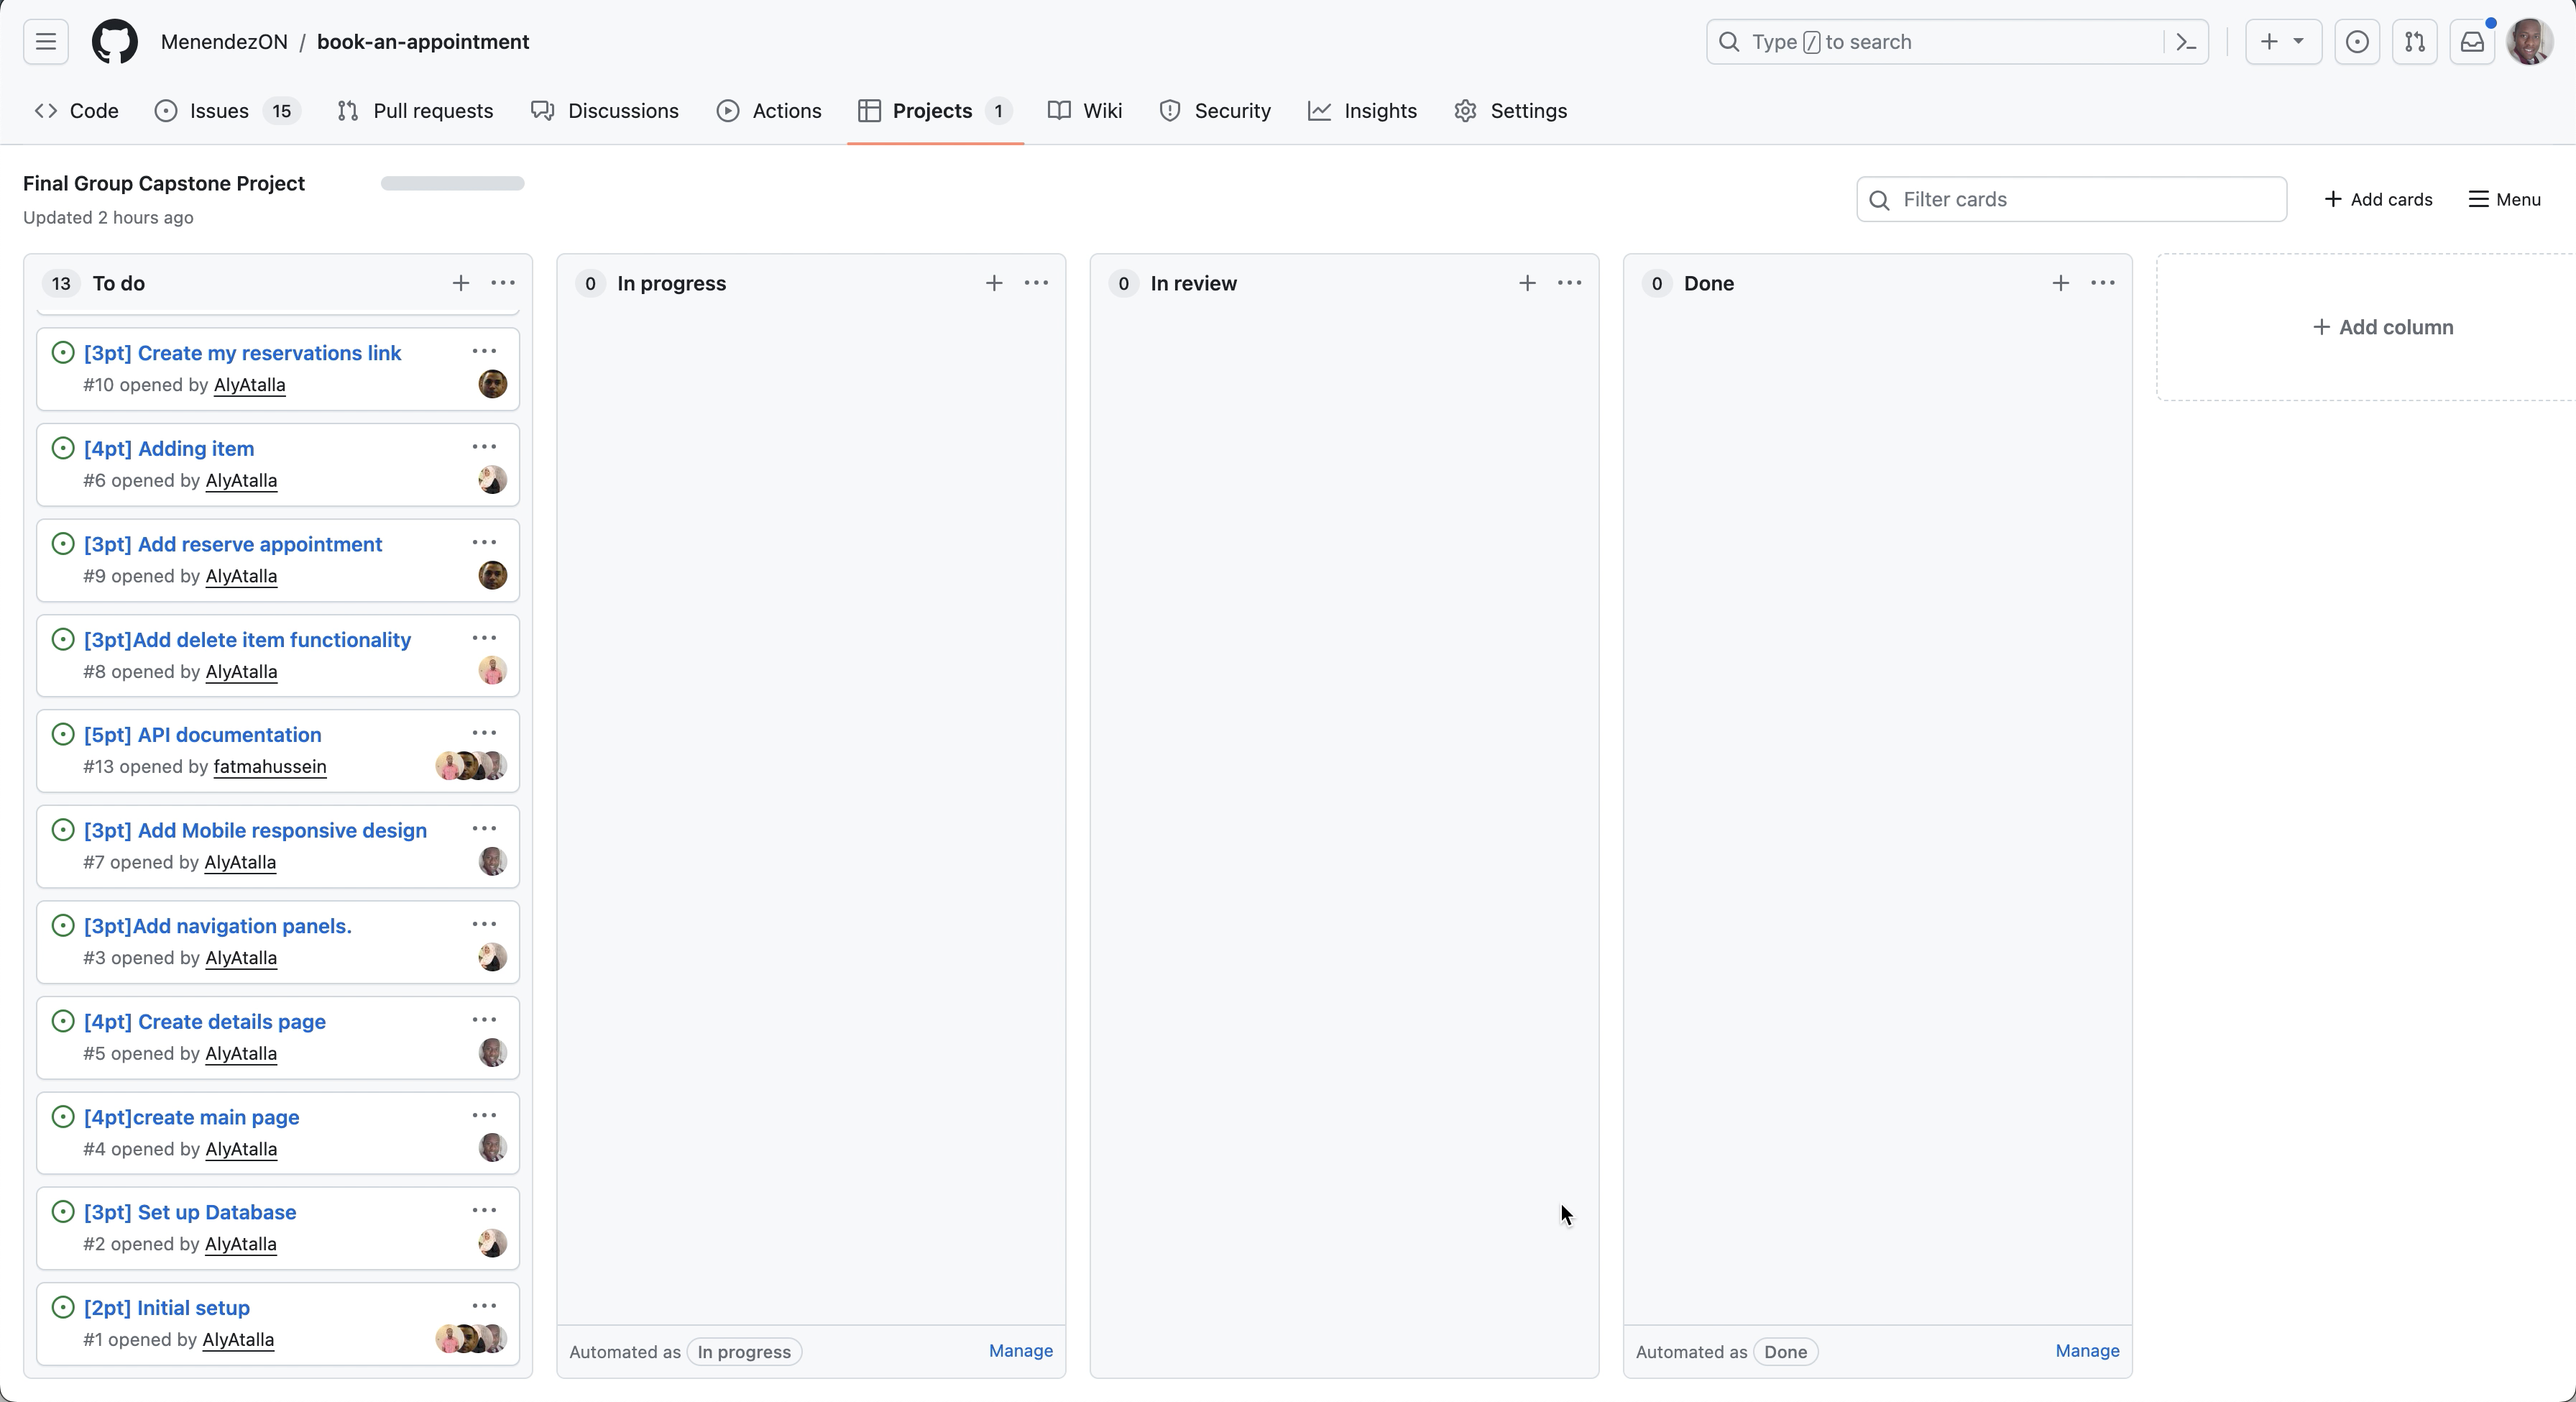 MenendezON / book-an-appointment
Type / to search
Code
Issues 15
Pull requests
Discussions
Actions
Projects 1
Wiki
Security
Insights
Settings
Final Group Capstone Project
Updated 2 hours ago
Filter cards
Add cards
Menu
13 To do
[3pt] Create my reservations link
#10 opened by AlyAtalla
[4pt] Adding item
#6 opened by AlyAtalla
[3pt] Add reserve appointment
#9 opened by AlyAtalla
[3pt]Add delete item functionality
#8 opened by AlyAtalla
[5pt] API documentation
#13 opened by fatmahussein
[3pt] Add Mobile responsive design
#7 opened by AlyAtalla
[3pt]Add navigation panels.
#3 opened by AlyAtalla
[4pt] Create details page
#5 opened by AlyAtalla
[4pt]create main page
#4 opened by AlyAtalla
[3pt] Set up Database
#2 opened by AlyAtalla
[2pt] Initial setup
#1 opened by AlyAtalla
0 In progress
Automated as In progress Manage
0 In review
0 Done
Automated as Done Manage
Add column